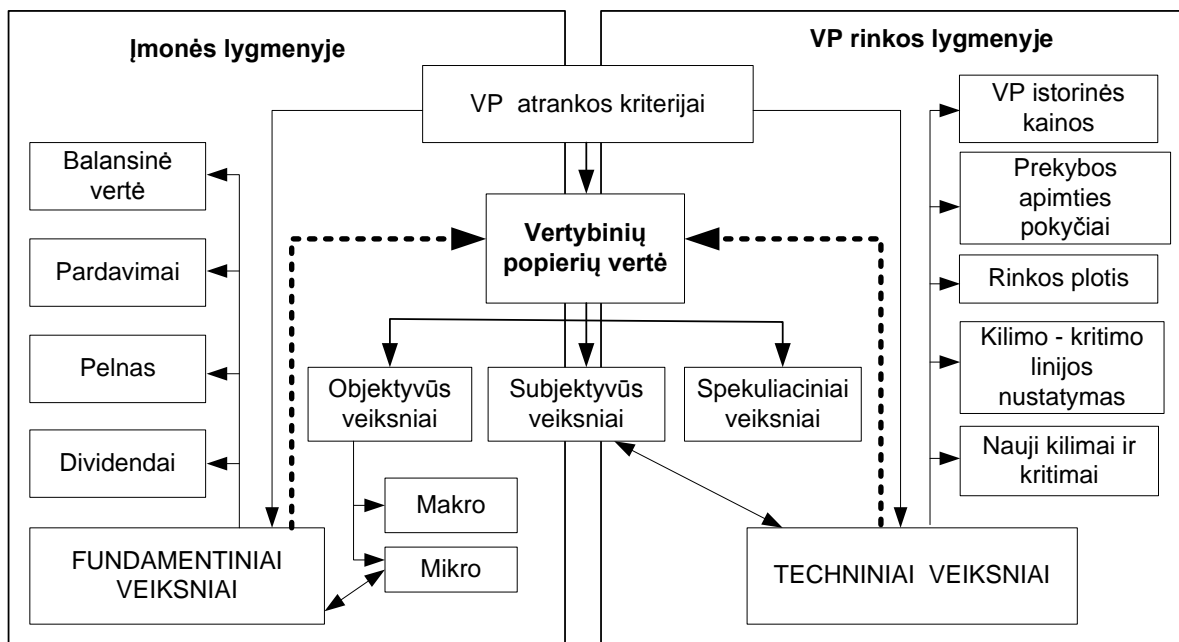 Įmonės lygmenyje
VP rinkos lygmenyje
VP atrankos kriterijai
Vertybinių
popierių vertė
Balansinė
vertė
Pardavimai
Pelnas
Dividendai
FUNDAMENTINIAI
VEIKSNIAI
Objektyvūs
veiksniai
Subjektyvūs
veiksniai
Spekuliaciniai
veiksniai
Makro
Mikro
VP istorinės
kainos
Prekybos
apimties
pokyčiai
Rinkos plotis
Kilimo - kritimo
linijos
nustatymas
Nauji kilimai ir
kritimai
TECHNINIAI VEIKSNIAI